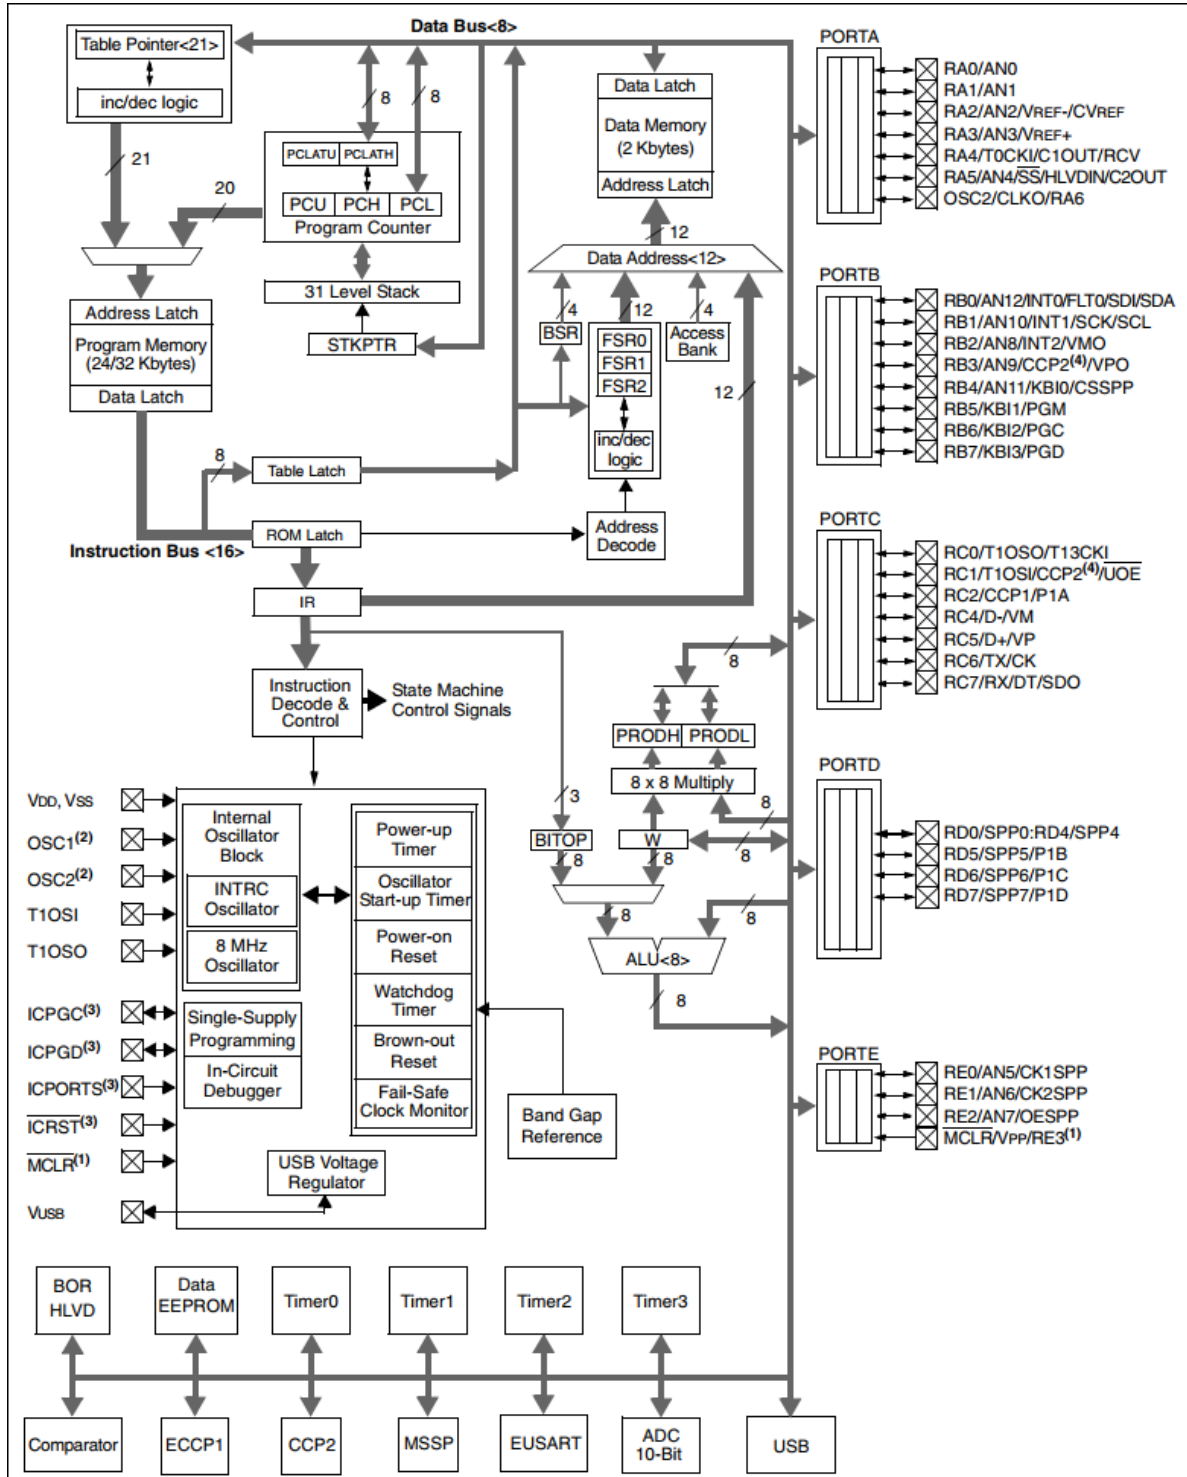 Data Bus<8>
Table Pointer<21>
inc/dec logic
21
20
8
8
PCLATU PCLATH
PCU PCH PCL
Program Counter
31 Level Stack
STKPTR
Address Latch
Program Memory
(24/32 Kbytes)
Data Latch
Data Latch
Data Memory
(2 Kbytes)
Address Latch
12
Data Address<12>
4
12
4
BSR
FSR0
FSR1
FSR2
inc/dec
logic
Access
Bank
12
8
Table Latch
ROM Latch
Address
Decode
Instruction Bus <16>
IR
Instruction
Decode &
Control
State Machine
Control Signals
8
PRODH PRODL
8 x 8 Multiply
3
8
BITOP
W
8
8
8
8
8
ALU<8>
8
VDD, VSS
OSC1(2)
OSC2(2)
T1OSI
T1OSO
ICPGC(3)
ICPGD(3)
ICPORTS(3)
ICRST(3)
MCLR(1)
VUSB
Internal
Oscillator
Block
INTRC
Oscillator
8 MHz
Oscillator
Single-Supply
Programming
In-Circuit
Debugger
Power-up
Timer
Oscillator
Start-up Timer
Power-on
Reset
Watchdog
Timer
Brown-out
Reset
Fail-Safe
Clock Monitor
Band Gap
Reference
USB Voltage
Regulator
PORTA
RA0/AN0
RA1/AN1
RA2/AN2/VREF-/CVREF
RA3/AN3/VREF+
RA4/T0CKI/C1OUT/RCV
RA5/AN4/SS/HLVDIN/C2OUT
OSC2/CLKO/RA6
PORTB
RB0/AN12/INT0/FLT0/SDI/SDA
RB1/AN10/INT1/SCK/SCL
RB2/AN8/INT2/VMO
RB3/AN9/CCP2(4)/VPO
RB4/AN11/KBI0/CSSPP
RB5/KBI1/PGM
RB6/KBI2/PGC
RB7/KBI3/PGD
PORTC
RC0/T1OSO/T13CKI
RC1/T1OSI/CCP2(4)/UOE
RC2/CCP1/P1A
RC4/D-/VM
RC5/D+/VP
RC6/TX/CK
RC7/RX/DT/SDO
PORTD
RD0/SPP0:RD4/SPP4
RD5/SPP5/P1B
RD6/SPP6/P1C
RD7/SPP7/P1D
PORTE
RE0/AN5/CK1SPP
RE1/AN6/CK2SPP
RE2/AN7/OESPP
MCLR/VPP/RE3(1)
BOR
HLVD
Data
EEPROM
Timer0
Timer1
Timer2
Timer3
Comparator
ECCP1
CCP2
MSSP
EUSART
ADC
10-Bit
USB